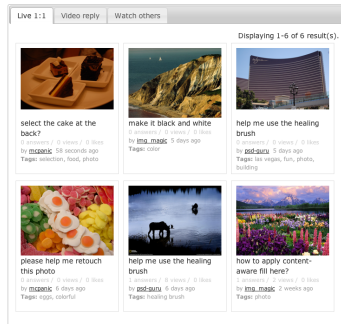 Live 1:1 Video reply Watch others
Displaying 1-6 of 6 result(s).
select the cake at the
back?
0 answers / 0 views / 0 likes
by mcpanic 58 seconds ago
Tags: selection, food, photo
make it black and white
0 answers / 0 views / 0 likes
by img_magic 5 days ago
Tags: color
help me use the healing
brush
0 answers / 0 views / 0 likes
by psd-guru 5 days ago
Tags: las vegas, fun, photo,
building
please help me retouch
this photo
0 answers / 0 views / 0 likes
by mcpanic 6 days ago
Tags: eggs, colorful
help me use the healing
brush
1 answers / 0 views / 0 likes
by psd-guru 6 days ago
Tags: healing brush
how to apply content-
aware fill here?
1 answers / 2 views / 0 likes
by img_magic 2 weeks ago
Tags: photo